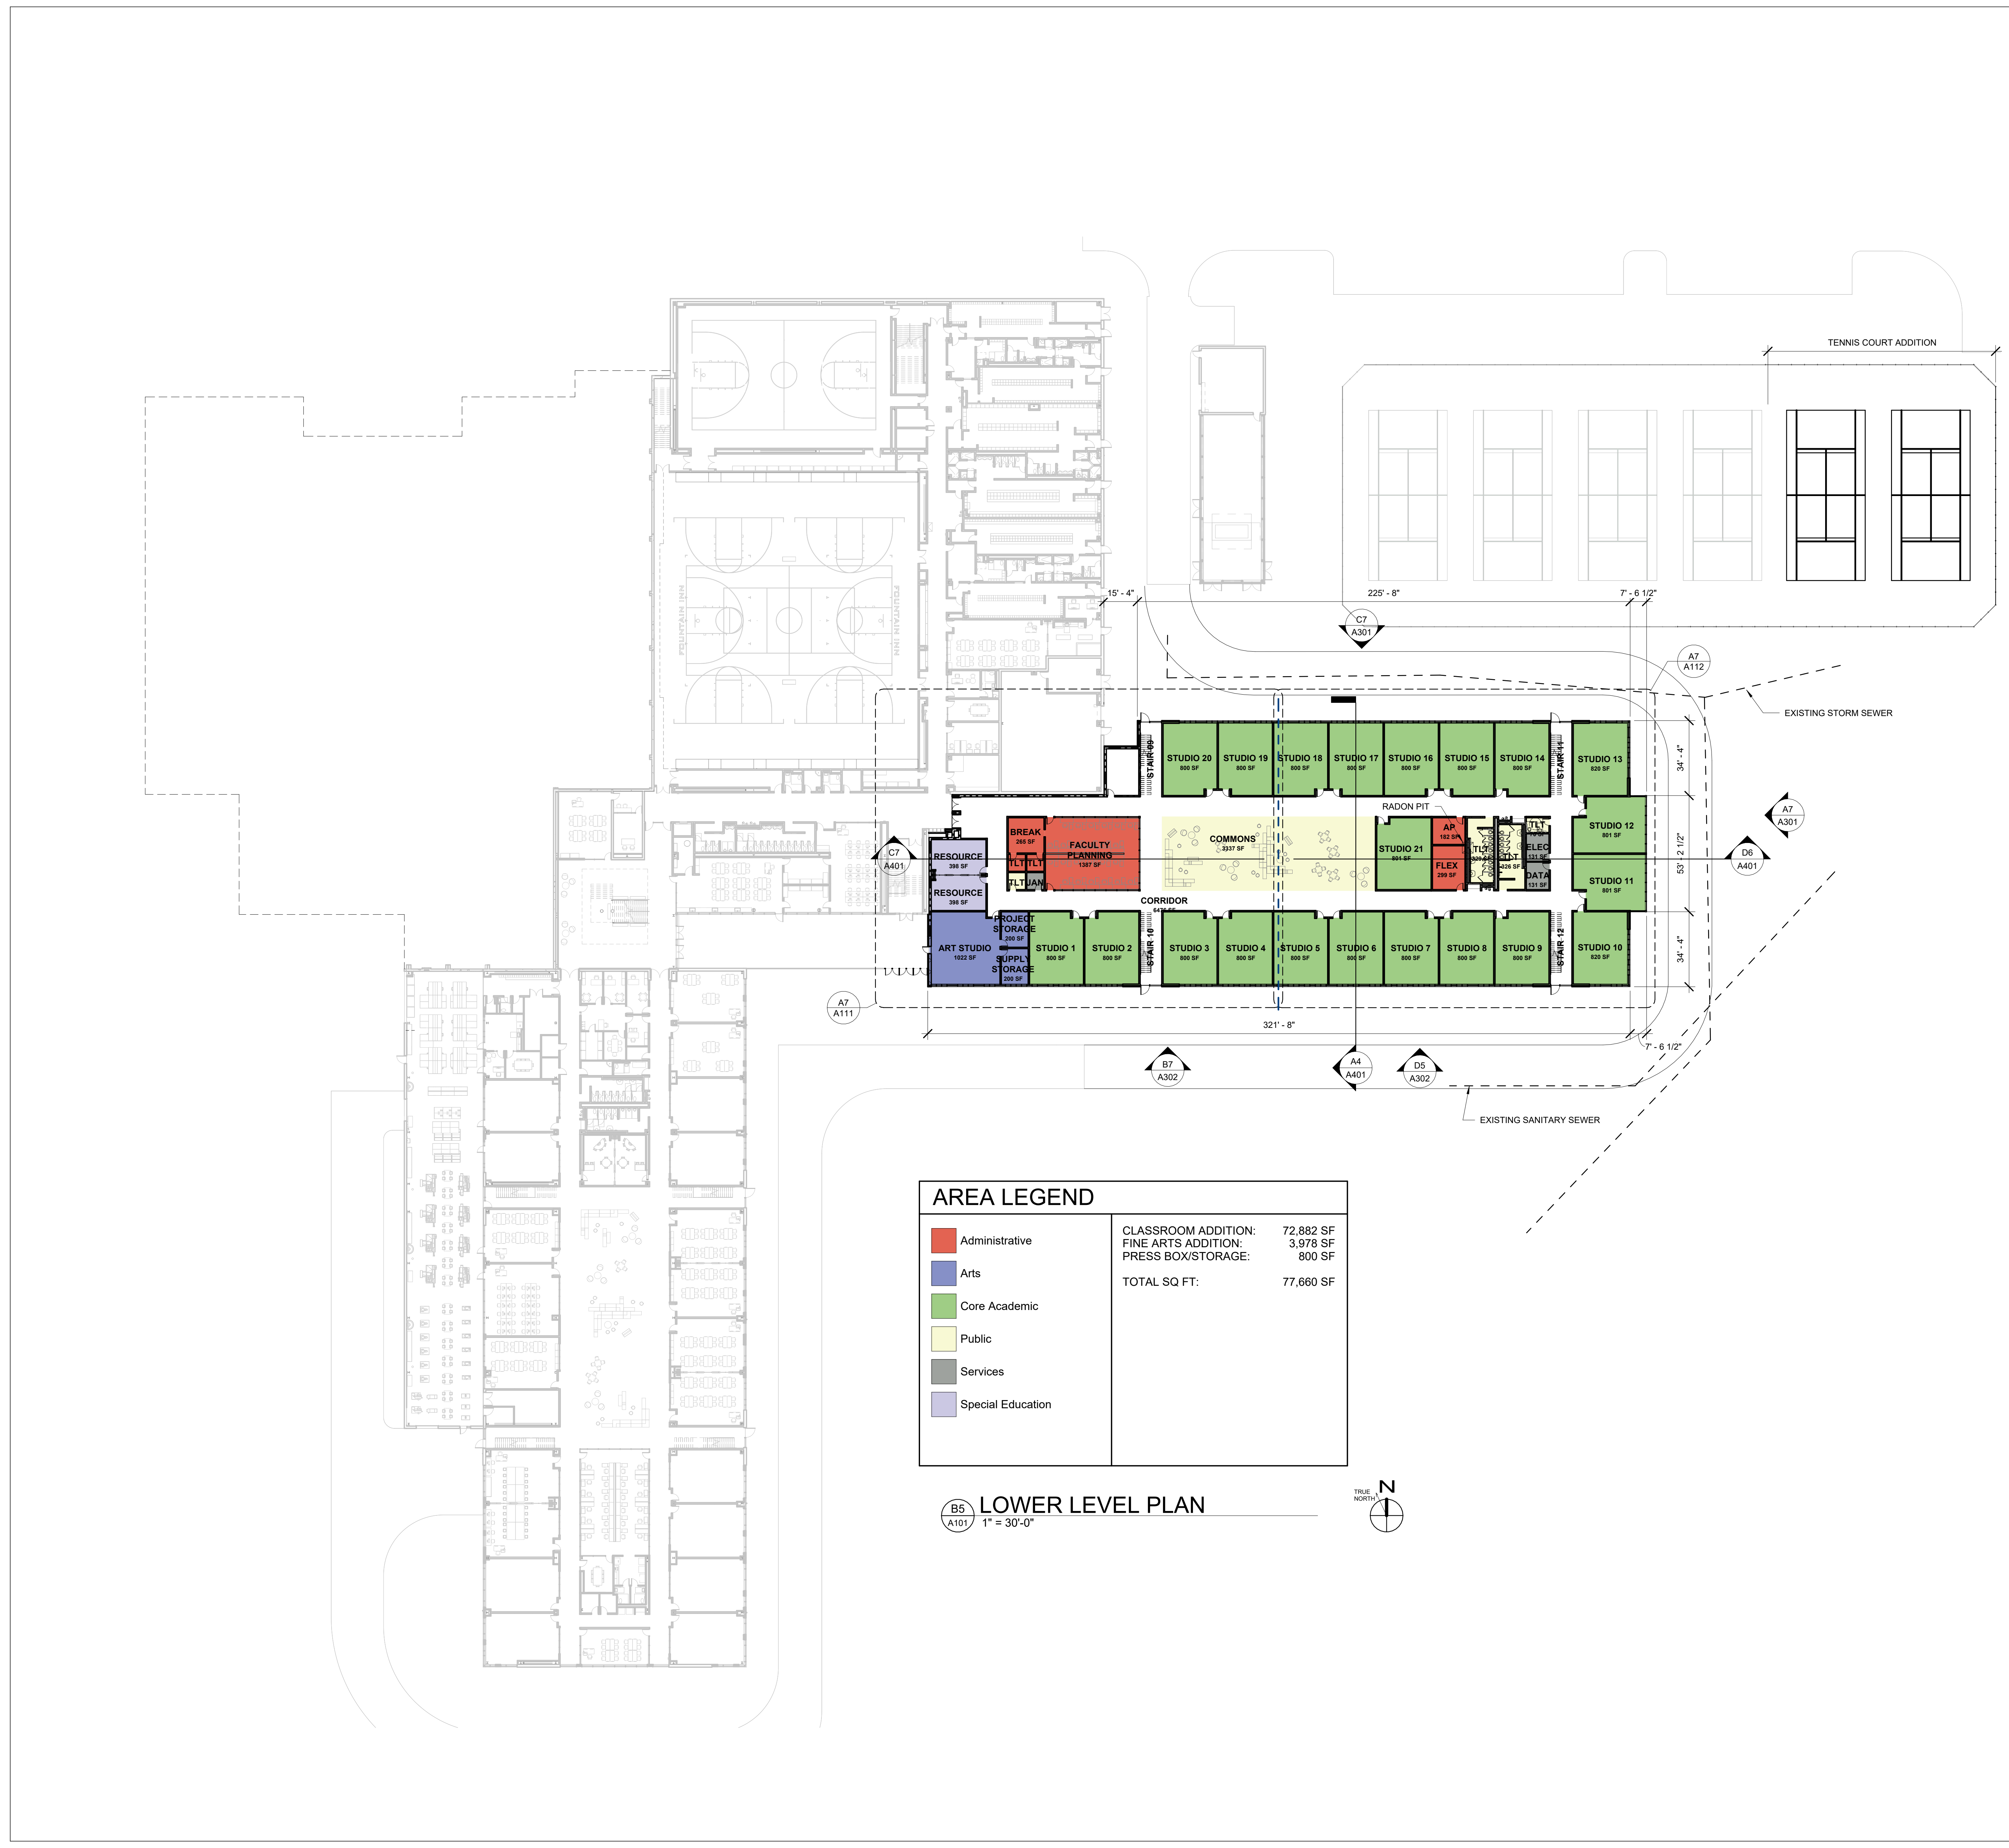 TENNIS COURT ADDITION
15' - 4"
225' - 8"
7' - 6 1/2"
C7
A301
A7
A112
EXISTING STORM SEWER
FOUNTAIN INN
FOUNTAIN INN
STAIR 09
STUDIO 20
800 SF
STUDIO 19
800 SF
STUDIO 18
800 SF
STUDIO 17
800 SF
STUDIO 16
800 SF
STUDIO 15
800 SF
STUDIO 14
800 SF
STAIR 11
STUDIO 13
820 SF
34' - 4"
RADON PIT
A7
A301
BREAK
265 SF
FACULTY
PLANNING
1387 SF
COMMONS
3337 SF
STUDIO 21
801 SF
AP
182 SF
FLEX
299 SF
TLT
TLT
326 SF
TLT
ELEC
131 SF
DATA
131 SF
STUDIO 12
801 SF
STUDIO 11
801 SF
53' - 2 1/2"
D6
A401
C7
A401
RESOURCE
398 SF
RESOURCE
398 SF
TLT
TLT
TLT
JAN
CORRIDOR
ART STUDIO
1022 SF
PROJECT
STORAGE
200 SF
SUPPLY
STORAGE
200 SF
STUDIO 1
800 SF
STUDIO 2
800 SF
STAIR 10
STUDIO 3
800 SF
STUDIO 4
800 SF
STUDIO 5
800 SF
STUDIO 6
800 SF
STUDIO 7
800 SF
STUDIO 8
800 SF
STUDIO 9
800 SF
STAIR 12
STUDIO 10
820 SF
34' - 4"
A7
A111
321' - 8"
7' - 6 1/2"
B7
A302
A4
A401
D5
A302
EXISTING SANITARY SEWER
AREA LEGEND
Administrative
Arts
Core Academic
Public
Services
Special Education
CLASSROOM ADDITION: 72,882 SF
FINE ARTS ADDITION: 3,978 SF
PRESS BOX/STORAGE: 800 SF
TOTAL SQ FT: 77,660 SF
B5
A101
LOWER LEVEL PLAN
1" = 30'-0"
TRUE
NORTH
N